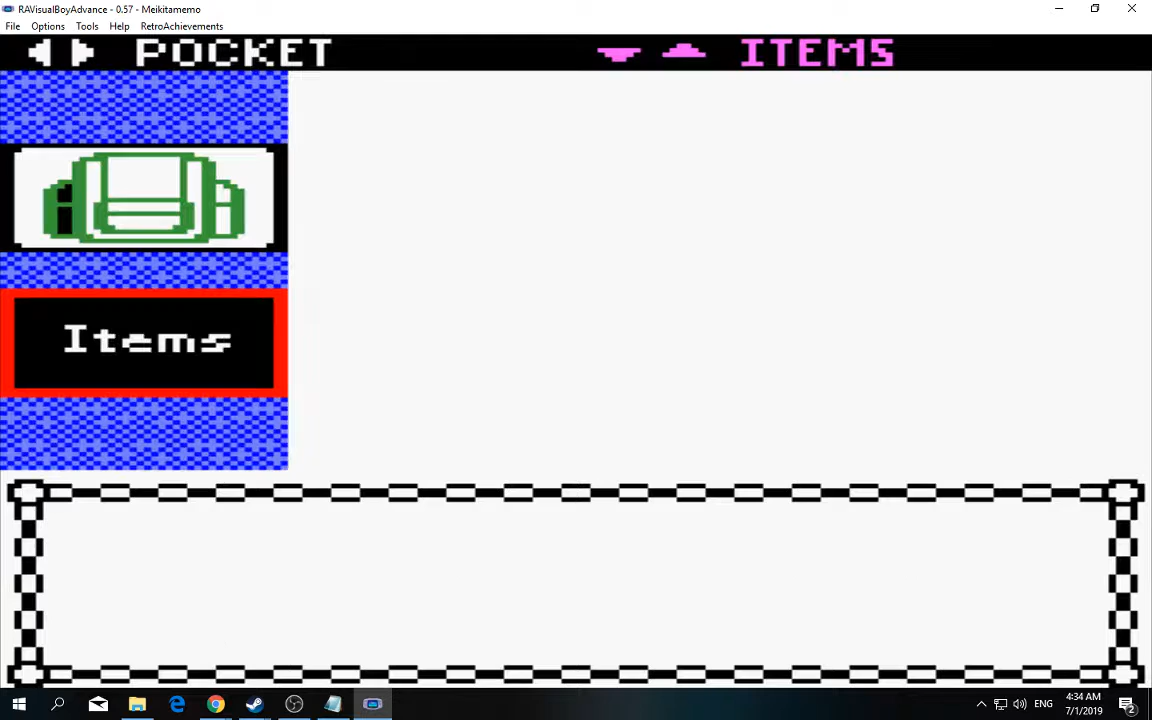 RAVisualBoyAdvance - 0.57 - Meikitamemo
File Options Tools Help RetroAchievements
POCKET ITEMS
Items
ENG
4:34 AM
7/1/2019
2